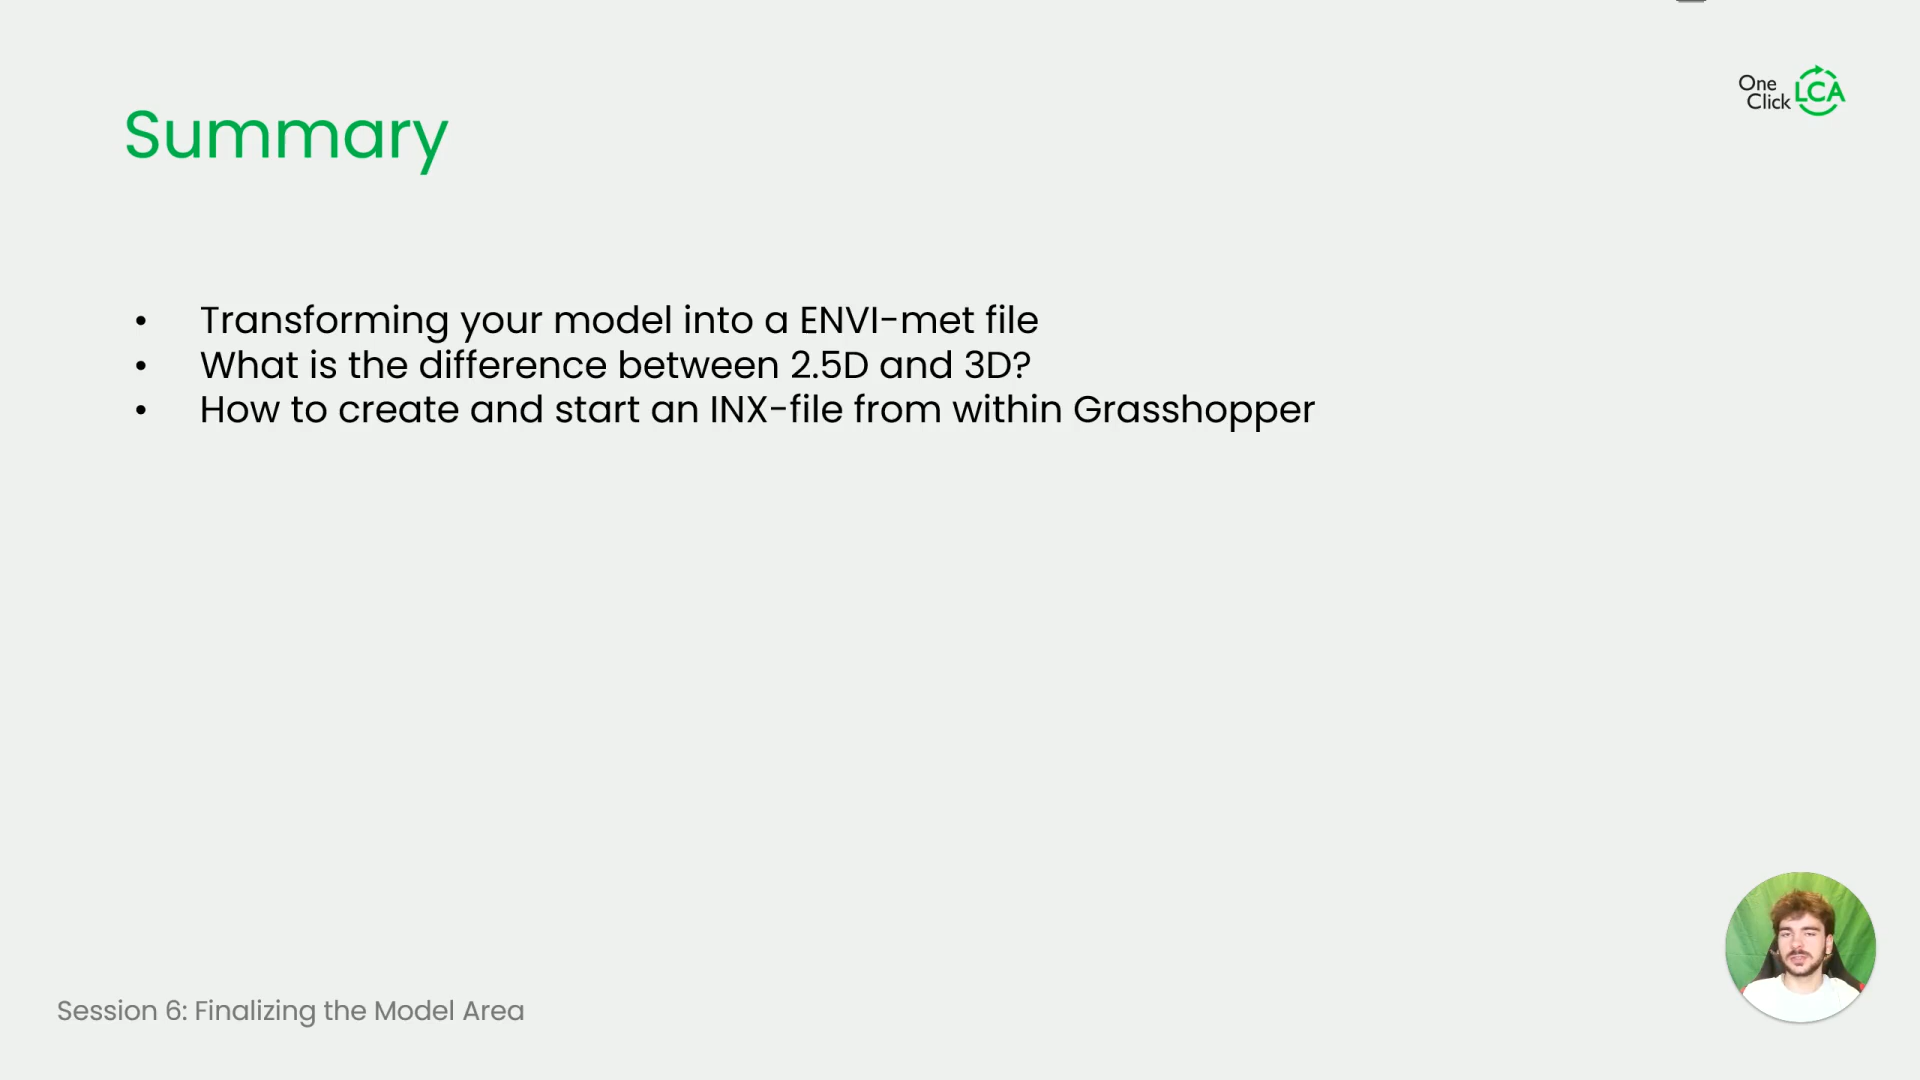 One
Click LCA
Summary
• Transforming your model into a ENVI-met file
• What is the difference between 2.5D and 3D?
• How to create and start an INX-file from within Grasshopper
Session 6: Finalizing the Model Area